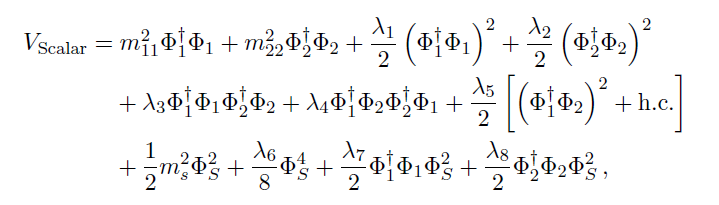 $V_{\text{Scalar}} = m_{11}^2 \Phi_1^\dagger \Phi_1 + m_{22}^2 \Phi_2^\dagger \Phi_2 + \frac{\lambda_1}{2} \left( \Phi_1^\dagger \Phi_1 \right)^2 + \frac{\lambda_2}{2} \left( \Phi_2^\dagger \Phi_2 \right)^2$
$+ \lambda_3 \Phi_1^\dagger \Phi_1 \Phi_2^\dagger \Phi_2 + \lambda_4 \Phi_1^\dagger \Phi_2 \Phi_2^\dagger \Phi_1 + \frac{\lambda_5}{2} \left[ \left( \Phi_1^\dagger \Phi_2 \right)^2 + \text{h.c.} \right]$
$+ \frac{1}{2} m_s^2 \Phi_S^2 + \frac{\lambda_6}{8} \Phi_S^4 + \frac{\lambda_7}{2} \Phi_1^\dagger \Phi_1 \Phi_S^2 + \frac{\lambda_8}{2} \Phi_2^\dagger \Phi_2 \Phi_S^2 \, ,$